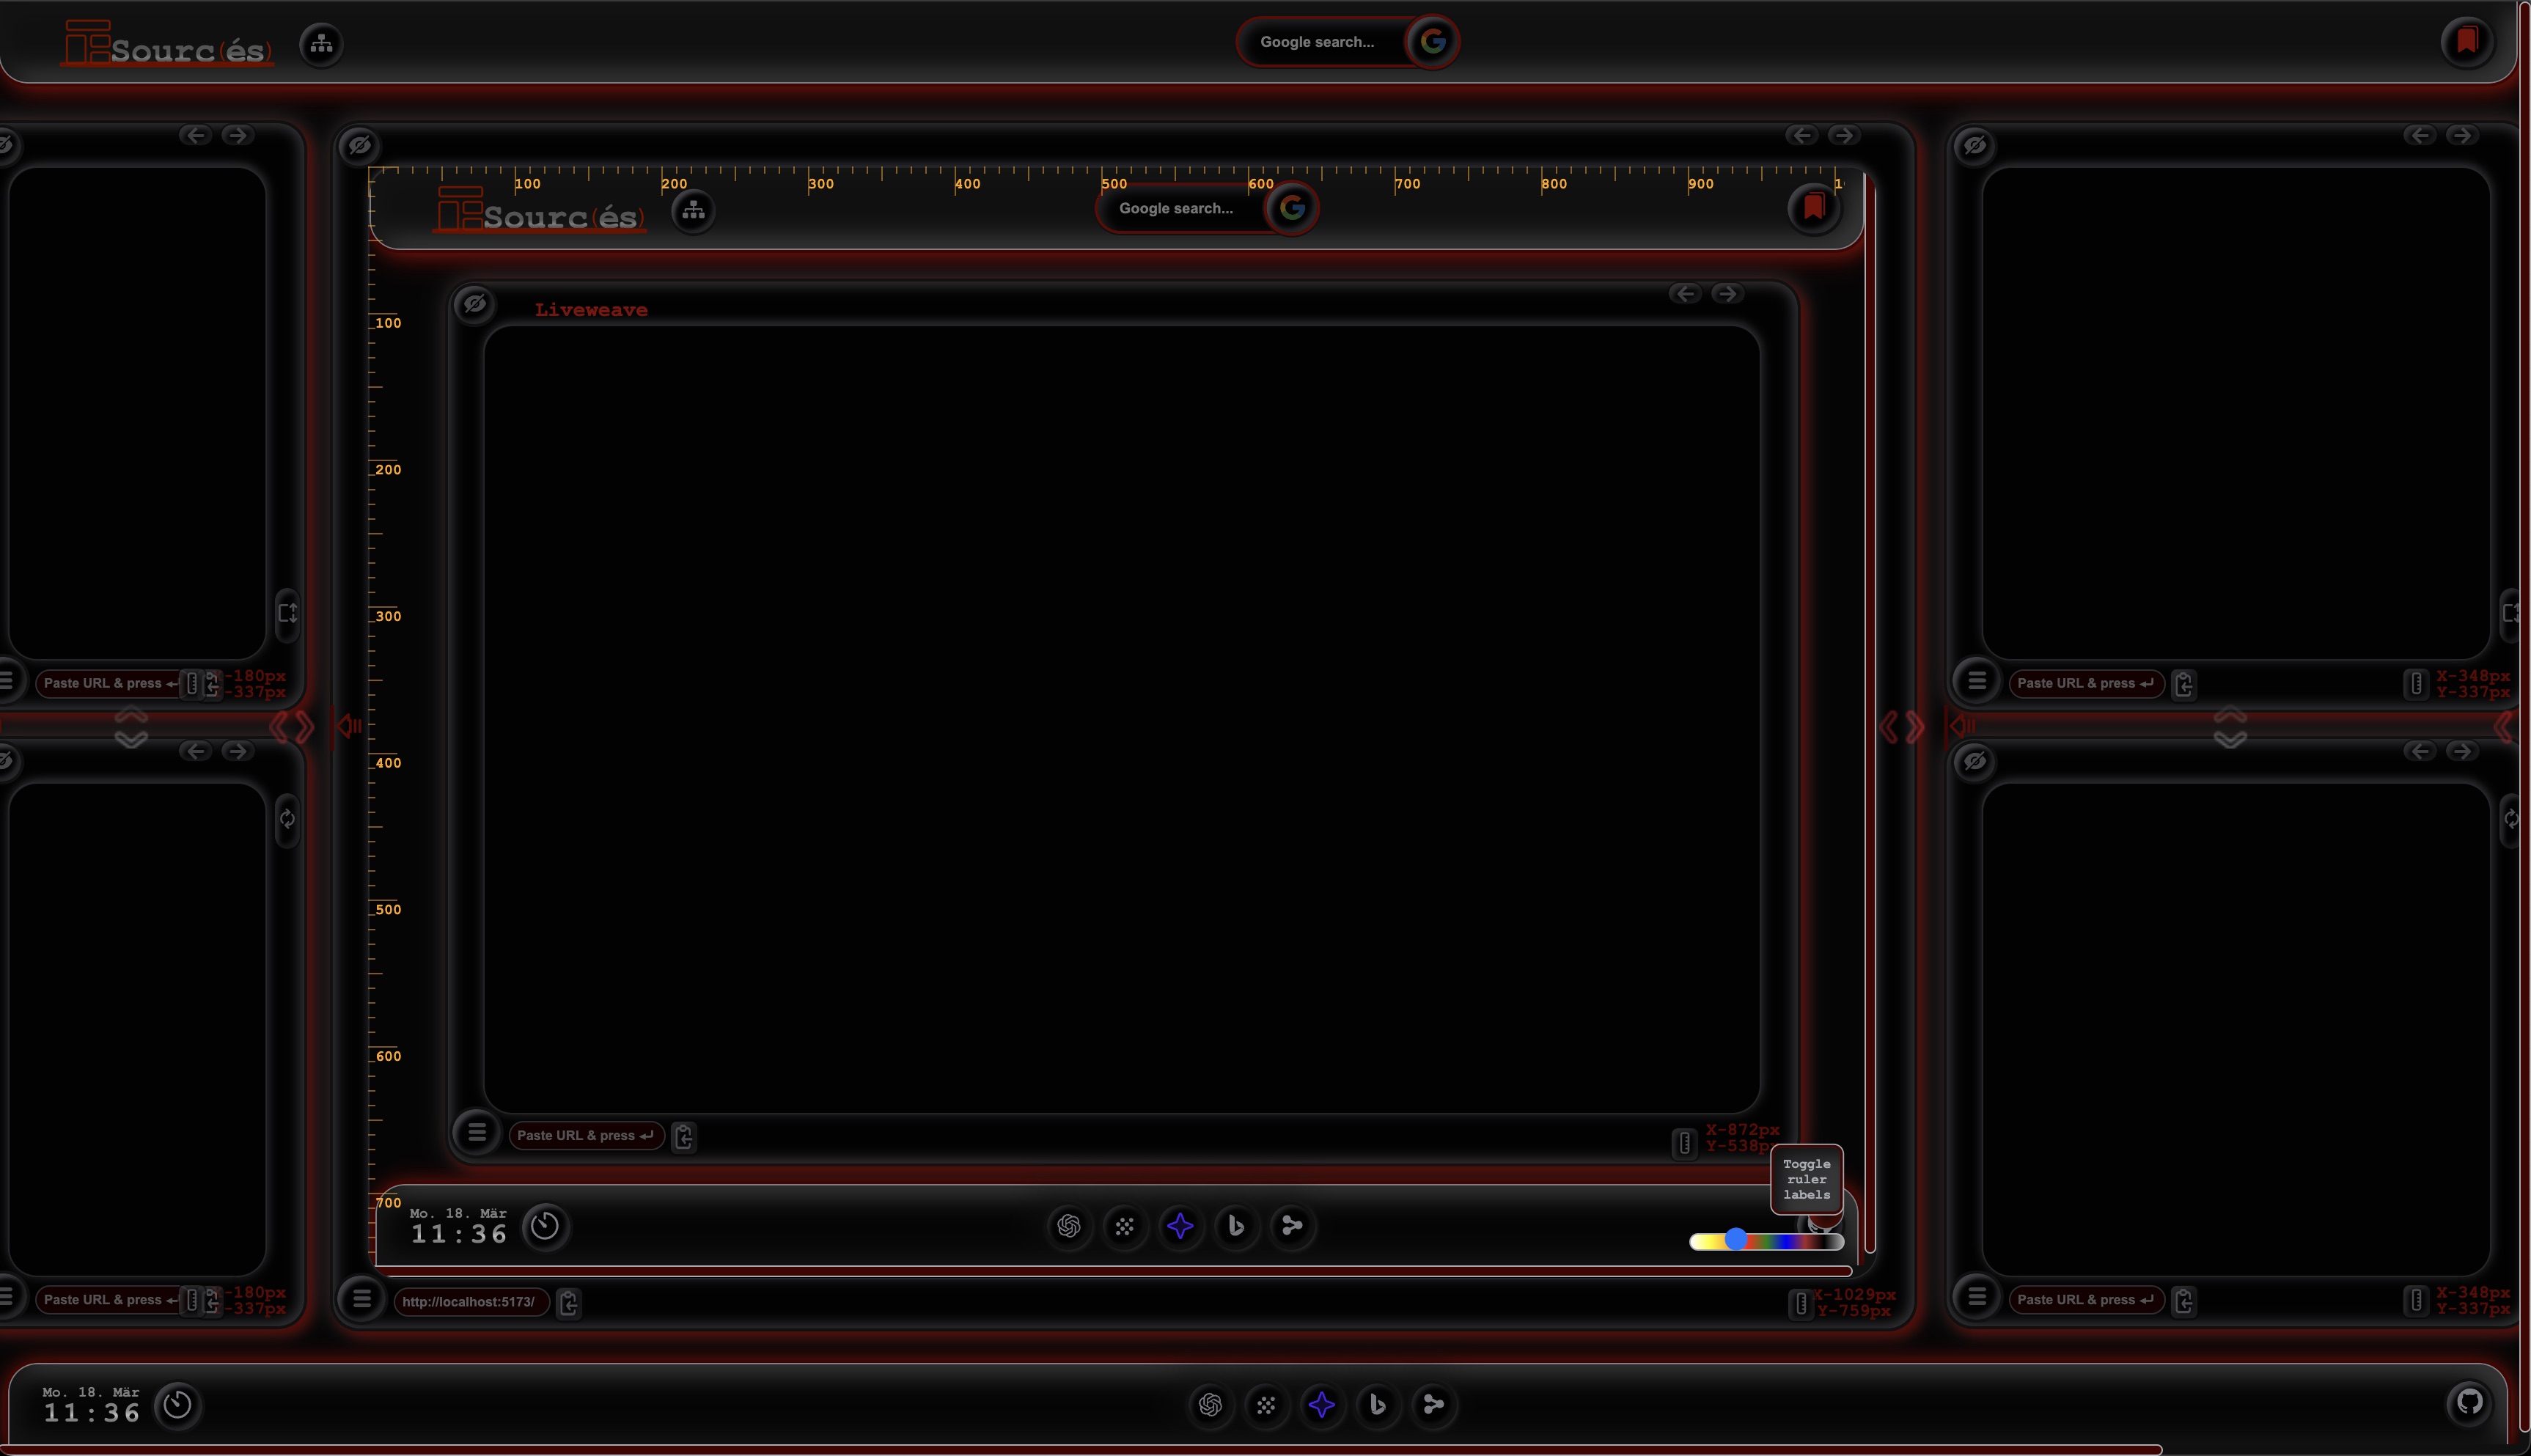 Sourc(és)
Google search...
100 200 300 400 500 600 700 800 900
Sourc(és)
Google search...
Liveweave
100
200
300
400
500
600
700
Paste URL & press
-180px
-337px
Paste URL & press
X-348px
Y-337px
Paste URL & press
X-872px
Y-538p
Toggle
ruler
labels
Mo. 18. Mär
11:36
Paste URL & press
-180px
-337px
http://localhost:5173/
X-1029px
Y-759px
Paste URL & press
X-348px
Y-337px
Mo. 18. Mär
11:36